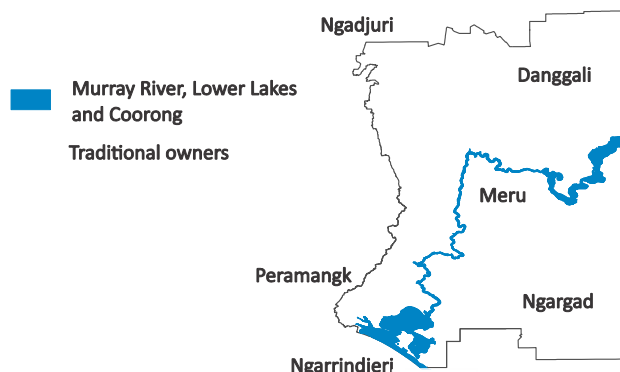 Ngadjuri
Danggali
Murray River, Lower Lakes
and Coorong
Traditional owners
Meru
Peramangk
Ngargad
Ngarrindjeri